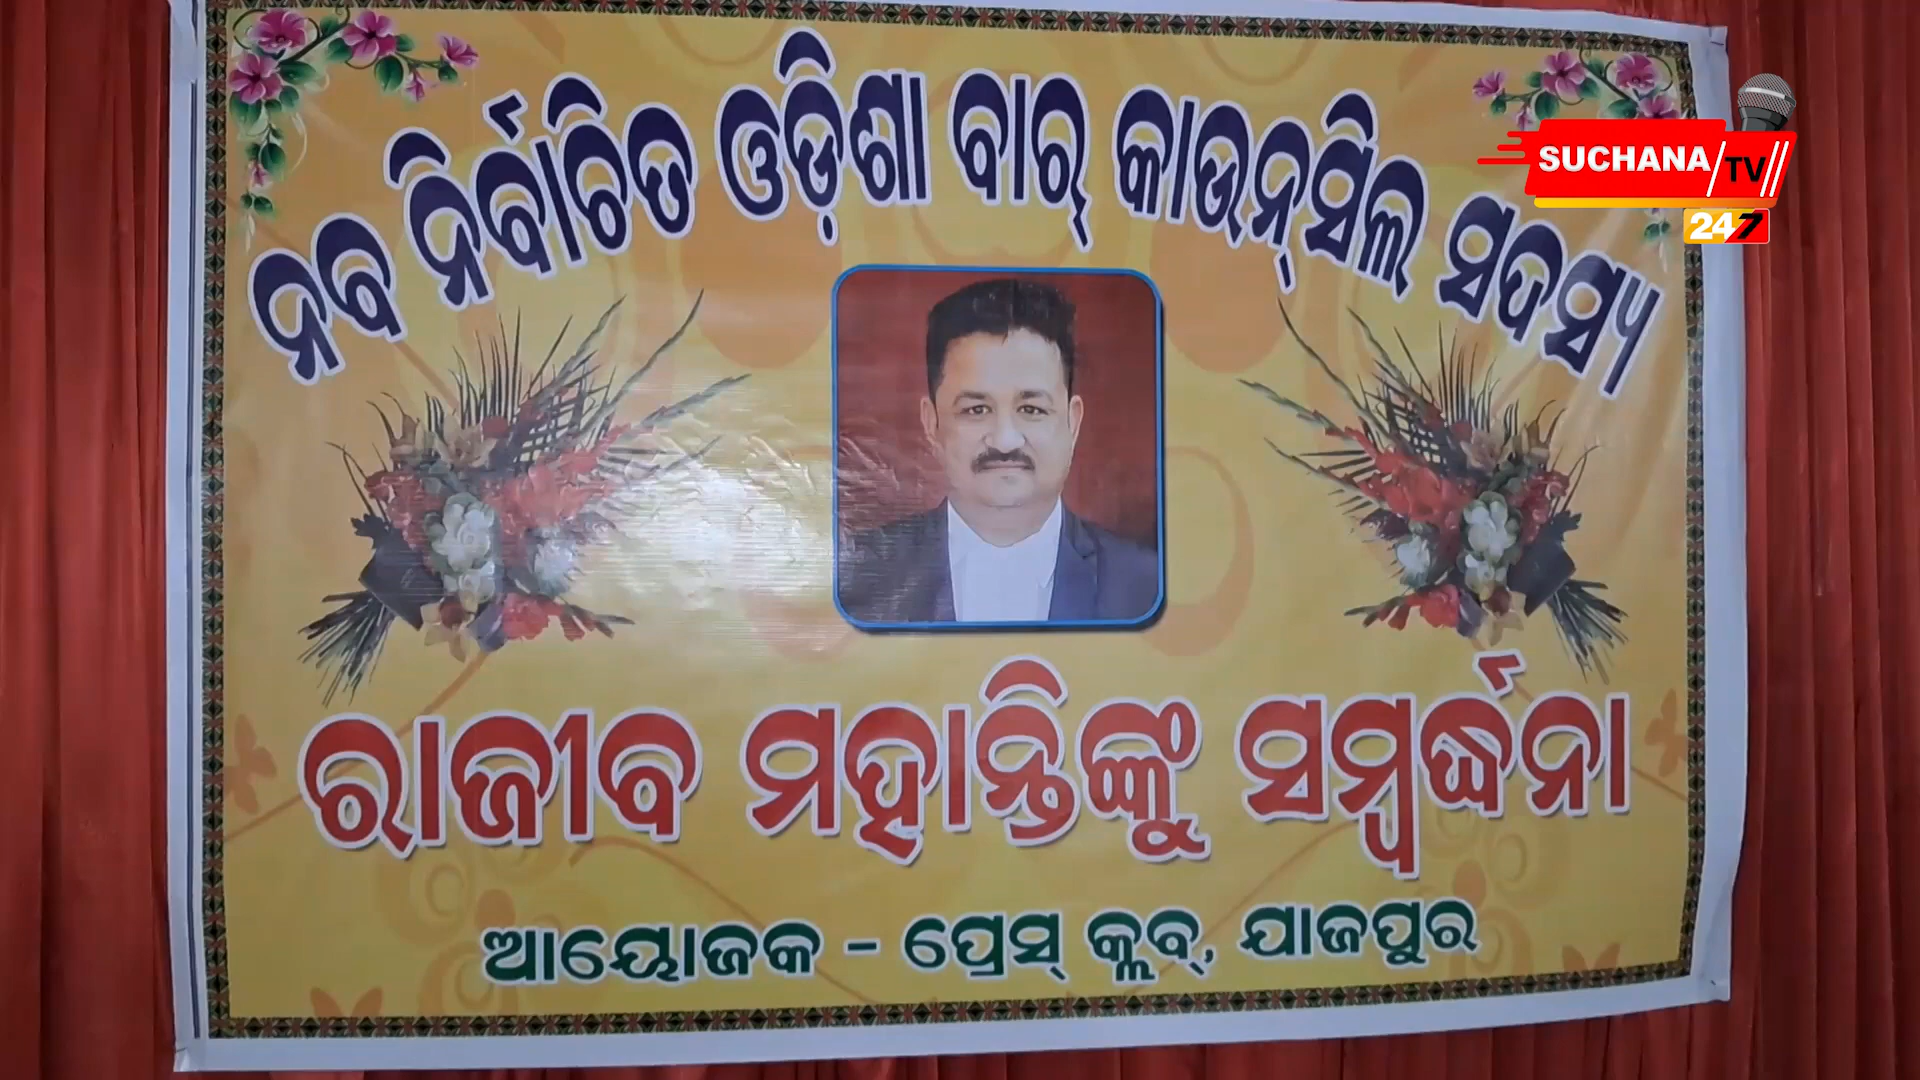 ନବ ନିର୍ବାଚିତ ଓଡ଼ିଶା ବାର୍ କାଉନ୍‌ସିଲ ସଦସ୍ୟ
SUCHANA TV
24 7
ରାଜୀବ ମହାନ୍ତିଙ୍କୁ ସମ୍ବର୍ଦ୍ଧନା
ଆୟୋଜକ - ପ୍ରେସ୍ କ୍ଲବ୍, ଯାଜପୁର